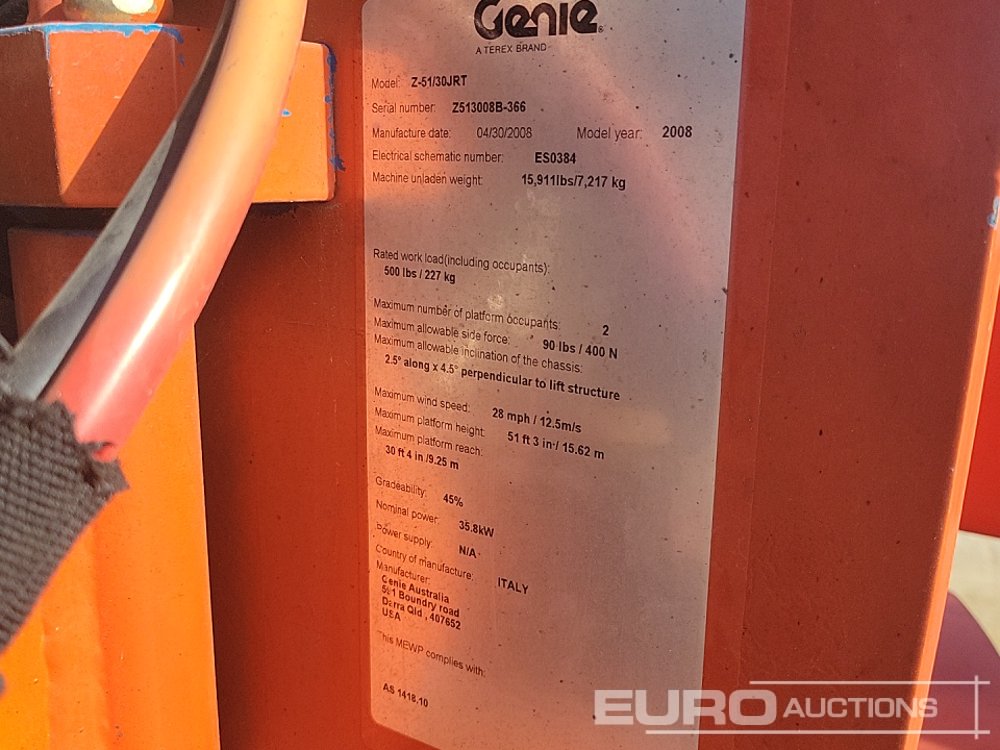 Genie
A TEREX BRAND
Model: Z-51/30JRT
Serial number: Z513008B-366
Manufacture date: 04/30/2008 Model year: 2008
Electrical schematic number: ES0384
Machine unladen weight: 15,911lbs/7,217 kg
Rated work load(including occupants):
500 lbs / 227 kg
Maximum number of platform occupants: 2
Maximum allowable side force: 90 lbs / 400 N
Maximum allowable inclination of the chassis:
2.5° along x 4.5° perpendicular to lift structure
Maximum wind speed: 28 mph / 12.5m/s
Maximum platform height: 51 ft 3 in / 15.62 m
Maximum platform reach:
30 ft 4 in /9.25 m
Gradeability: 45%
Nominal power: 35.8kW
Power supply: N/A
Country of manufacture: ITALY
Manufacturer:
Genie Australia
591 Boundry road
Darra Qld , 407652
USA
This MEWP complies with:
AS 1418.10
EURO AUCTIONS